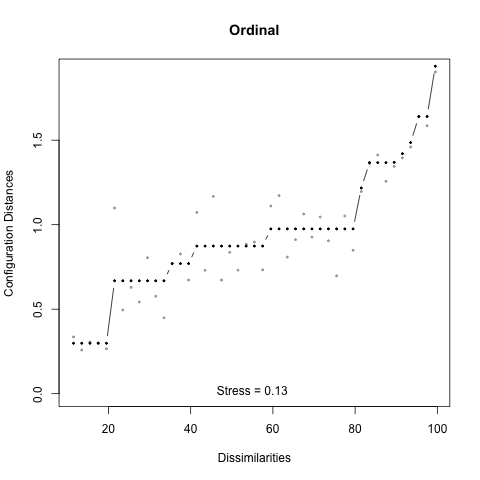 Ordinal
Configuration Distances
1.5
1.0
0.5
0.0
Stress = 0.13
20 40 60 80 100
Dissimilarities